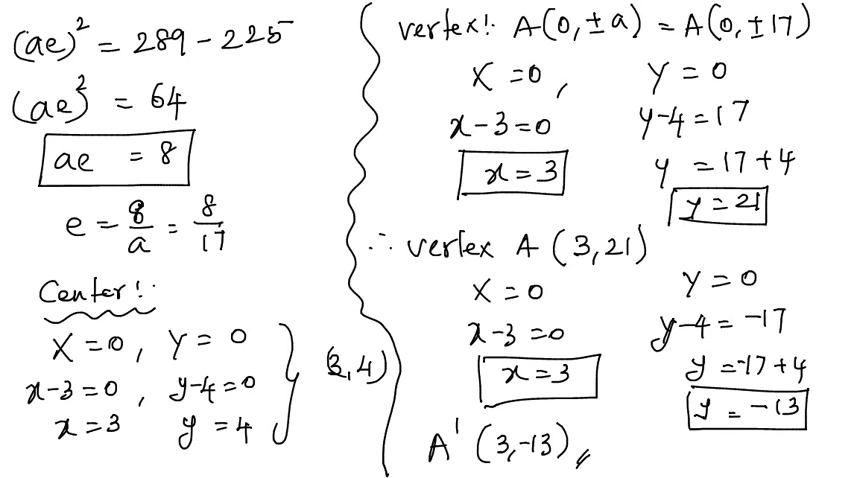 (ae)² = 289 - 225
(ae)² = 64
ae = 8
e = 8/a = 8/17
Center:
X = 0, Y = 0
x-3=0, y-4=0
x=3 y=4
(3,4)
vertex: A(0,±a) = A(0,±17)
X = 0, Y = 0
x-3=0 y-4=17
x=3 y = 17+4
y=21
∴ vertex A (3,21)
X = 0 Y = 0
x-3=0 y-4=-17
x=3 y=-17+4
y = -13
A' (3,-13)